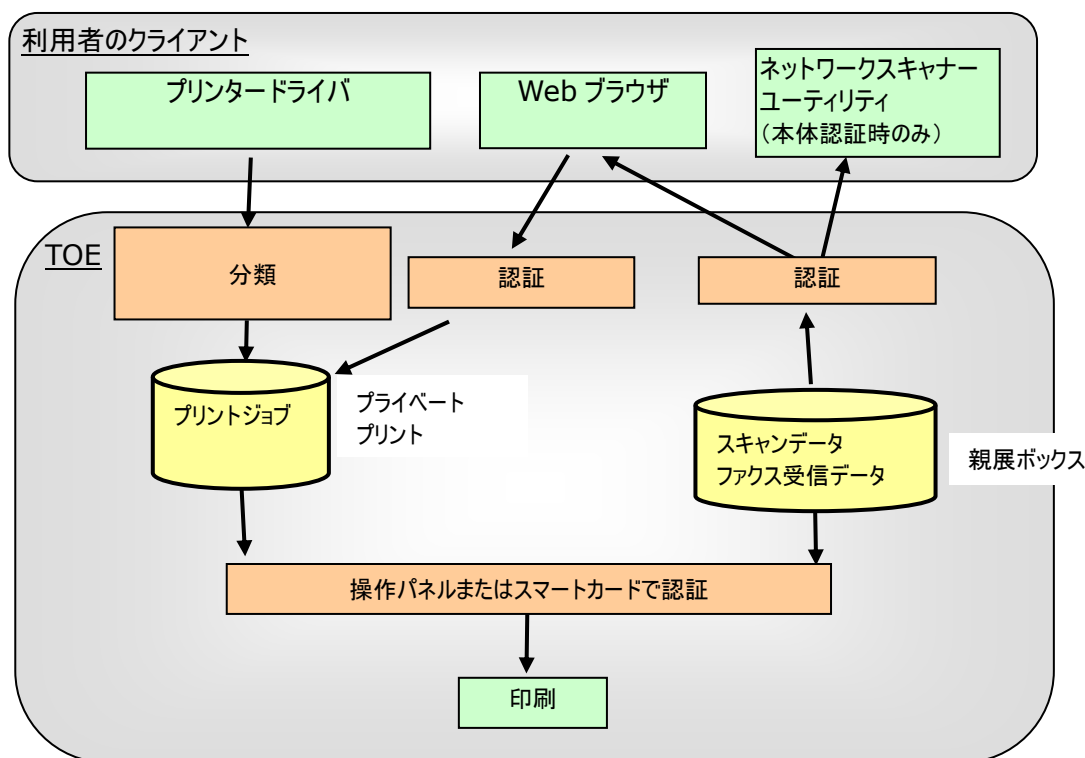 利用者のクライアント
プリンタードライバ
Web ブラウザ
ネットワークスキャナー
ユーティリティ
（本体認証時のみ）
TOE
分類
認証
認証
プリントジョブ
プライベート
プリント
スキャンデータ
ファクス受信データ
親展ボックス
操作パネルまたはスマートカードで認証
印刷